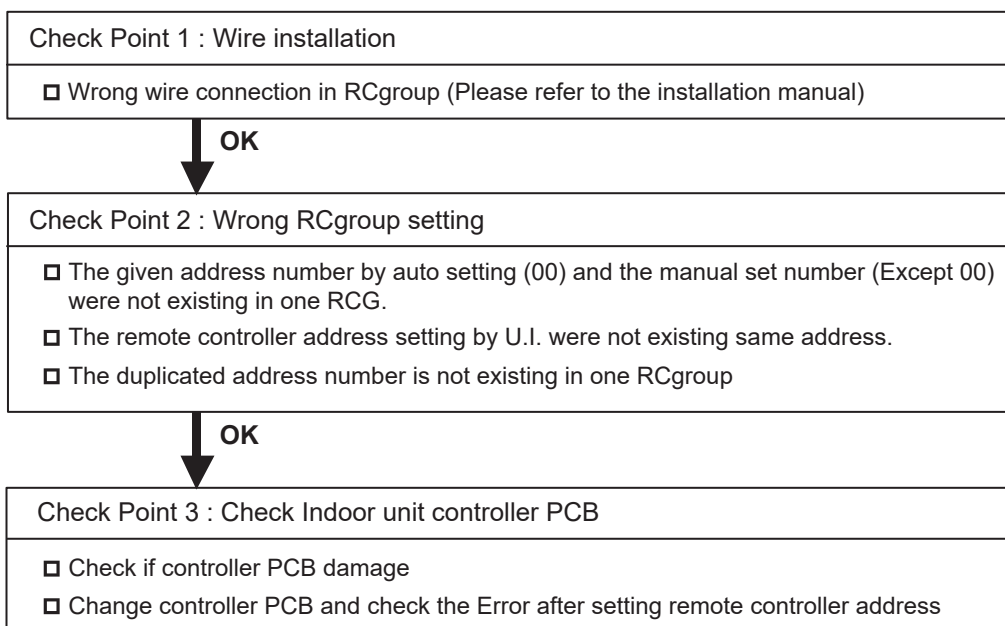 Check Point 1 : Wire installation
Wrong wire connection in RCgroup (Please refer to the installation manual)
OK
Check Point 2 : Wrong RCgroup setting
The given address number by auto setting (00) and the manual set number (Except 00)
were not existing in one RCG.
The remote controller address setting by U.I. were not existing same address.
The duplicated address number is not existing in one RCgroup
OK
Check Point 3 : Check Indoor unit controller PCB
Check if controller PCB damage
Change controller PCB and check the Error after setting remote controller address